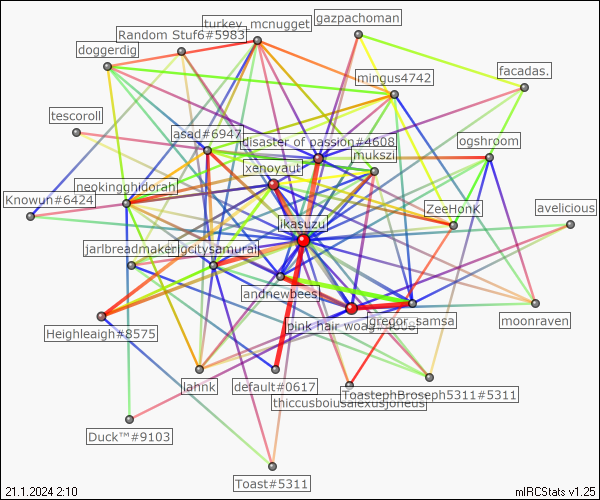 gazpachoman
turkey_mcnugget
Random Stuf6#5983
doggerdig
mingus4742
facadas.
tescoroll
asad#6947
disaster of passion#4608
ogshroom
xenoyaut
mukszi
neokingghidorah
Knowun#6424
ZeeHonk
avelicious
ikasuzu
jarlbreadmaker
bigcitysamurai
andnewbees
moonraven
pink hair woag
gregor_samsa
Heighleaigh#8575
lahnk
default#0617
ToastephBroseph5311#5311
thiccusboiusalexusjoneus
Duck™#9103
Toast#5311
21.1.2024 2:10
mIRCStats v1.25